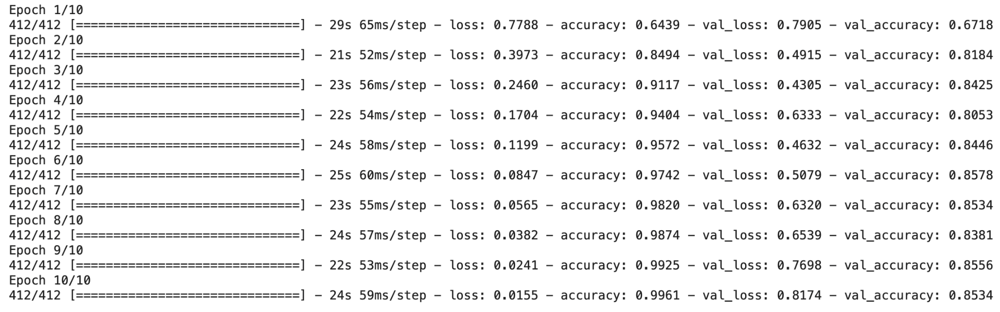 Epoch 1/10
412/412 [==============================] - 29s 65ms/step - loss: 0.7788 - accuracy: 0.6439 - val_loss: 0.7905 - val_accuracy: 0.6718
Epoch 2/10
412/412 [==============================] - 21s 52ms/step - loss: 0.3973 - accuracy: 0.8494 - val_loss: 0.4915 - val_accuracy: 0.8184
Epoch 3/10
412/412 [==============================] - 23s 56ms/step - loss: 0.2460 - accuracy: 0.9117 - val_loss: 0.4305 - val_accuracy: 0.8425
Epoch 4/10
412/412 [==============================] - 22s 54ms/step - loss: 0.1704 - accuracy: 0.9404 - val_loss: 0.6333 - val_accuracy: 0.8053
Epoch 5/10
412/412 [==============================] - 24s 58ms/step - loss: 0.1199 - accuracy: 0.9572 - val_loss: 0.4632 - val_accuracy: 0.8446
Epoch 6/10
412/412 [==============================] - 25s 60ms/step - loss: 0.0847 - accuracy: 0.9742 - val_loss: 0.5079 - val_accuracy: 0.8578
Epoch 7/10
412/412 [==============================] - 23s 55ms/step - loss: 0.0565 - accuracy: 0.9820 - val_loss: 0.6320 - val_accuracy: 0.8534
Epoch 8/10
412/412 [==============================] - 24s 57ms/step - loss: 0.0382 - accuracy: 0.9874 - val_loss: 0.6539 - val_accuracy: 0.8381
Epoch 9/10
412/412 [==============================] - 22s 53ms/step - loss: 0.0241 - accuracy: 0.9925 - val_loss: 0.7698 - val_accuracy: 0.8556
Epoch 10/10
412/412 [==============================] - 24s 59ms/step - loss: 0.0155 - accuracy: 0.9961 - val_loss: 0.8174 - val_accuracy: 0.8534